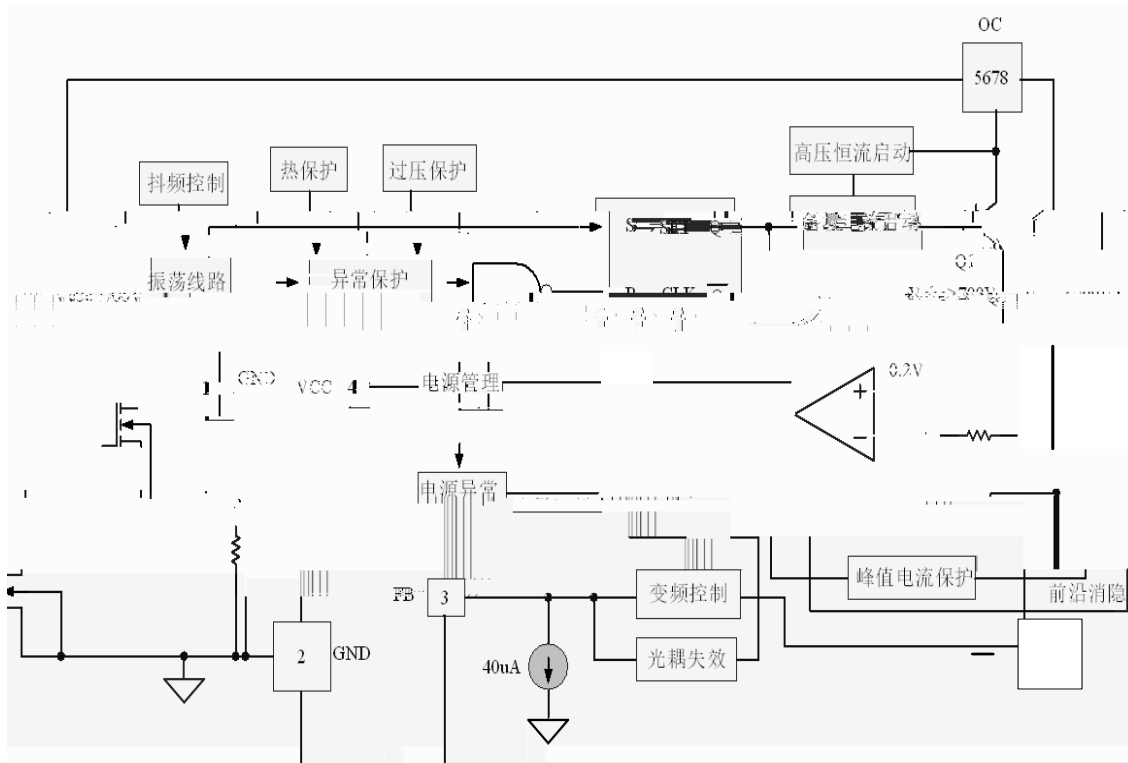 OC
5678
高压恒流启动
热保护
过压保护
抖频控制
Q
振荡线路
异常保护
CLK
GND
VCC
4
电源管理
0.2V
+
电源异常
峰值电流保护
FB
3
变频控制
前沿消隐
2
GND
光耦失效
40uA